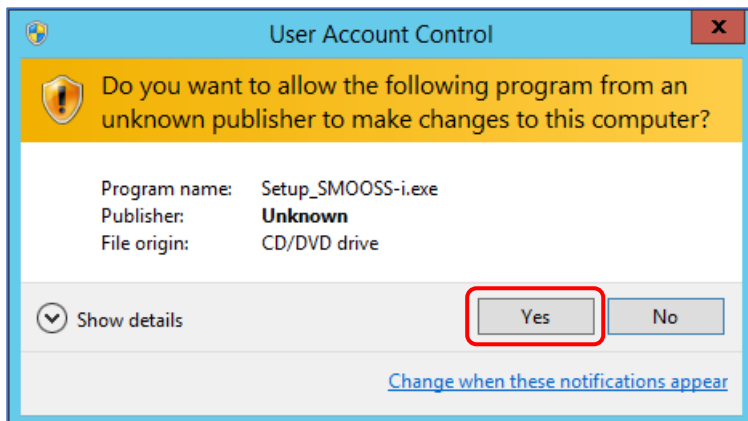 User Account Control
x
Do you want to allow the following program from an
unknown publisher to make changes to this computer?
Program name: Setup_SMOOSS-i.exe
Publisher: Unknown
File origin: CD/DVD drive
Show details
Yes
No
Change when these notifications appear